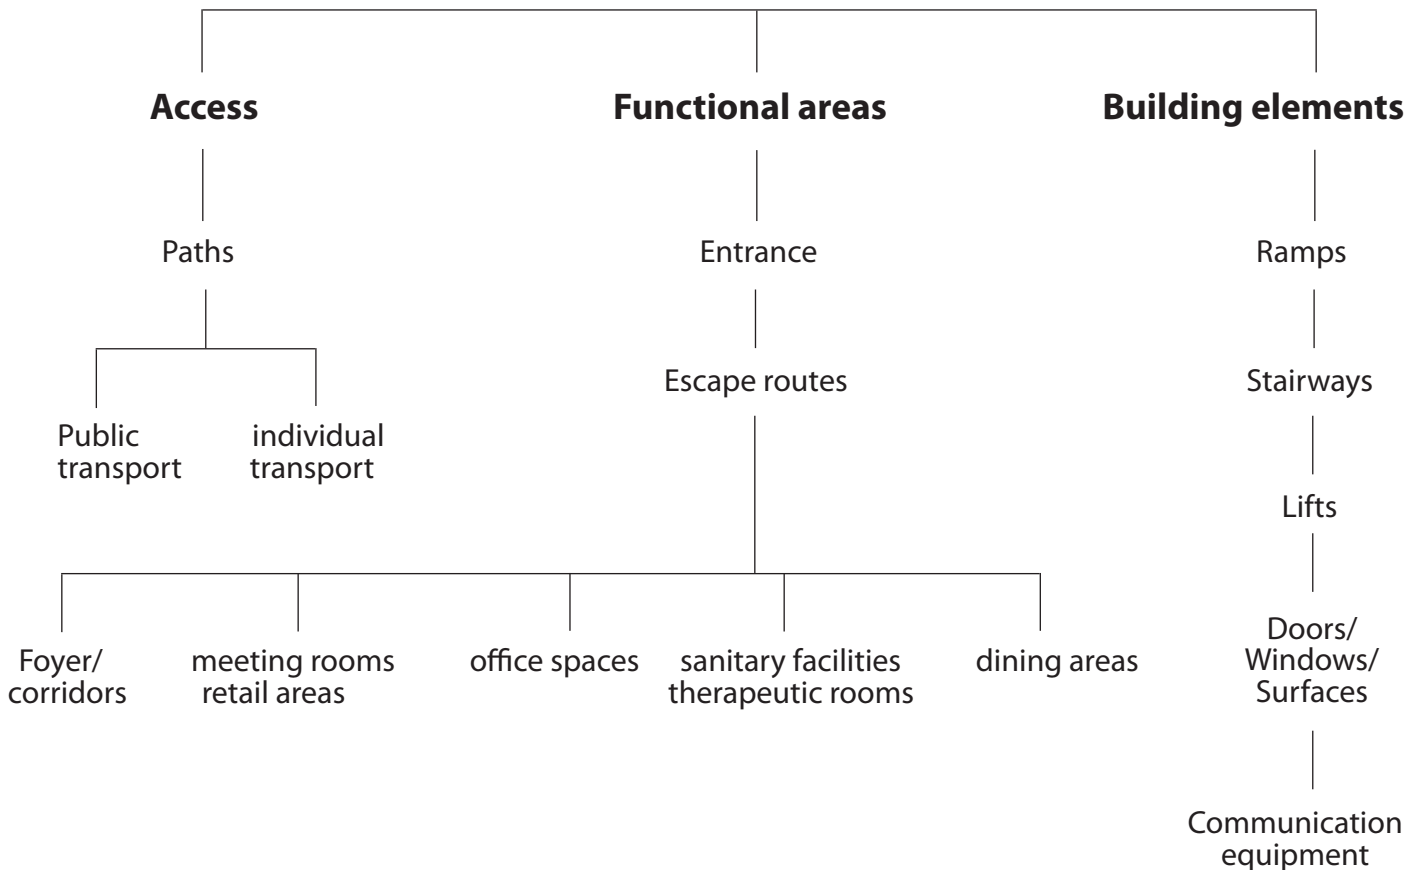 Access
Functional areas
Building elements
Paths
Entrance
Ramps
Escape routes
Stairways
Public
transport
individual
transport
Lifts
Foyer/
corridors
meeting rooms
retail areas
office spaces
sanitary facilities
therapeutic rooms
dining areas
Doors/
Windows/
Surfaces
Communication
equipment